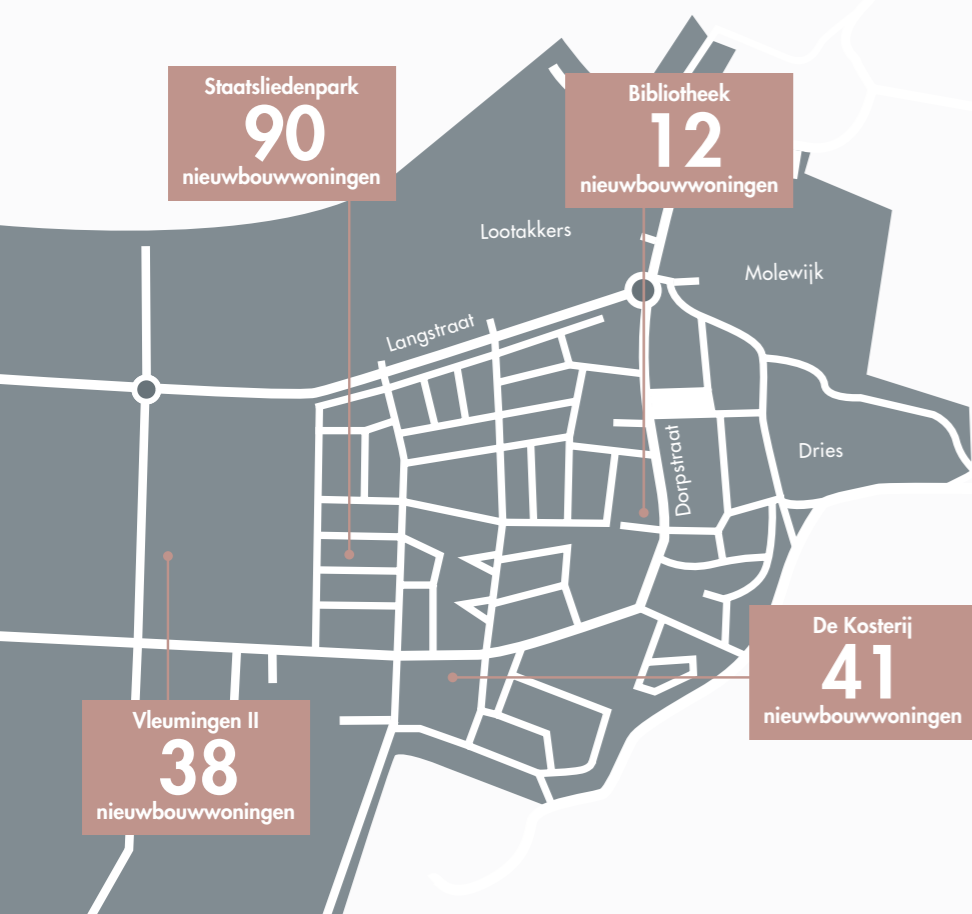 Staatsliedenpark
90
nieuwbouwwoningen
Bibliotheek
12
nieuwbouwwoningen
Lootakkers
Molewijk
Langstraat
Dorpstraat
Dries
De Kosterij
41
nieuwbouwwoningen
Vleumingen II
38
nieuwbouwwoningen